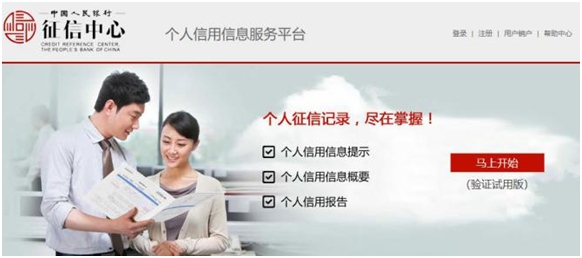 中国人民银行
征信中心
CREDIT REFERENCE CENTER,
THE PEOPLE'S BANK OF CHINA
个人信用信息服务平台
登录 | 注册 | 用户销户 | 帮助中心
个人征信记录，尽在掌握！
个人信用信息提示
个人信用信息概要
个人信用报告
马上开始
(验证试用版)